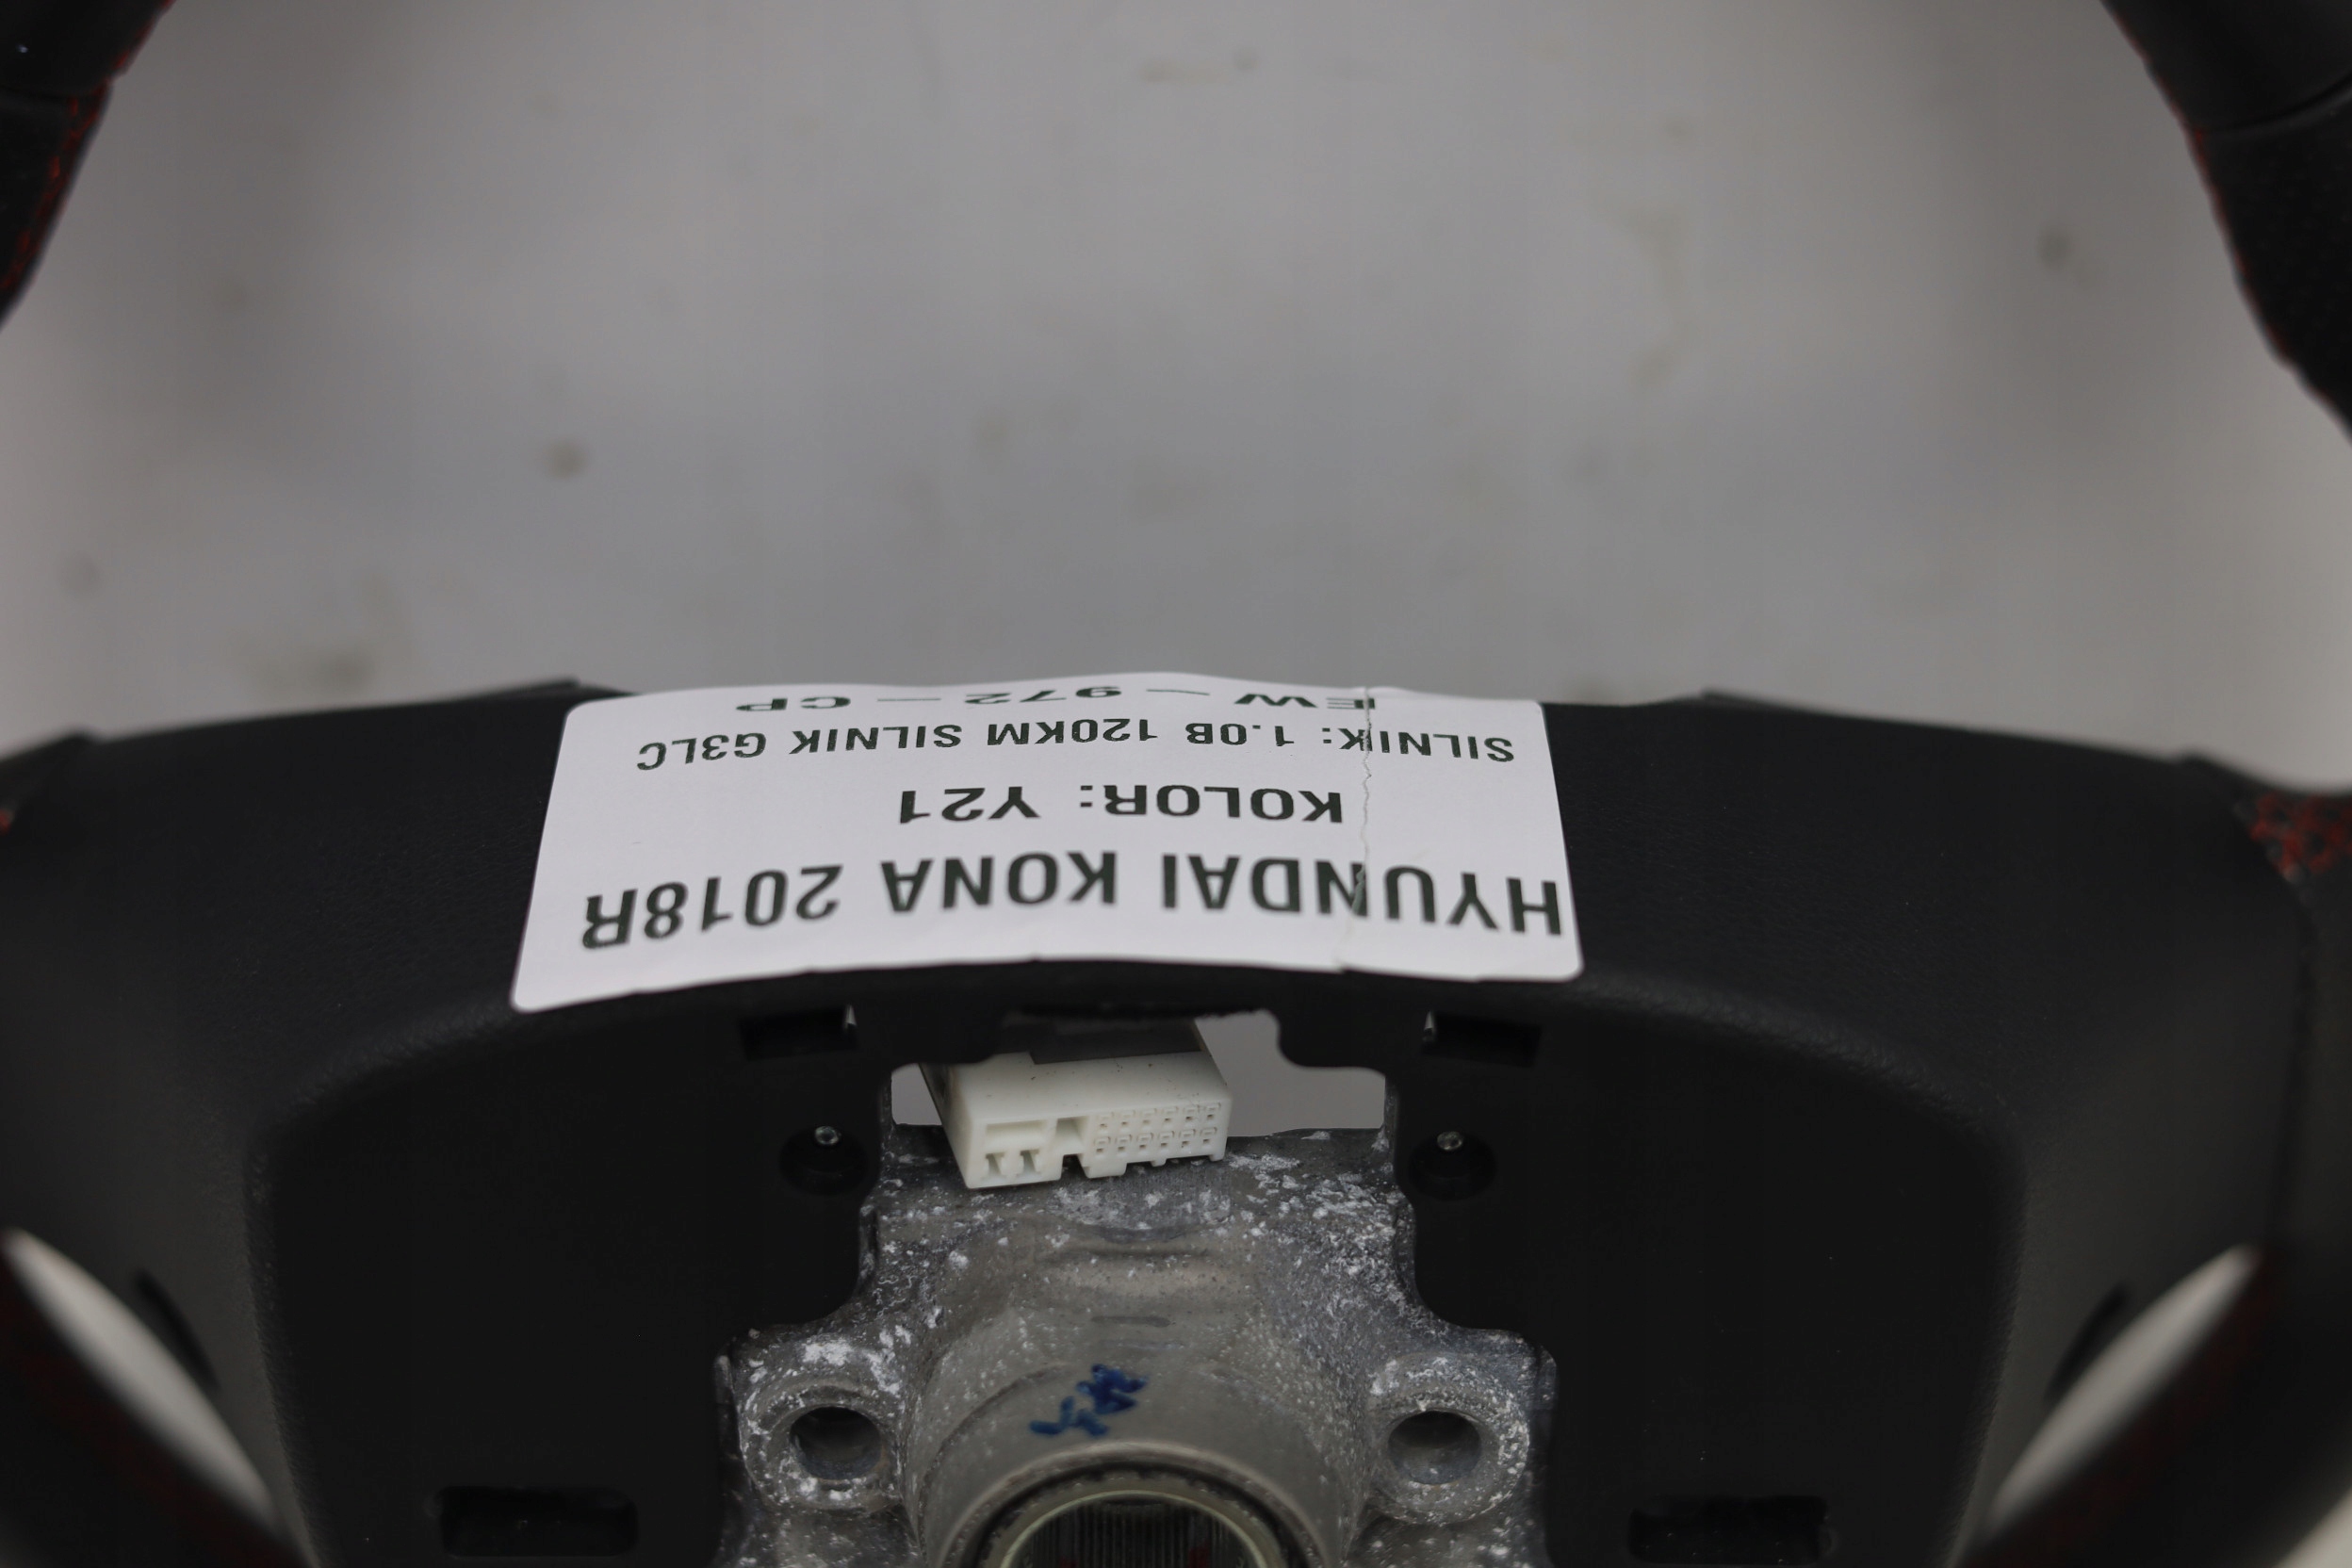 HYUNDAI KONA 2018R
KOLOR: Y21
SILNIK: 1.0B 120KM SILNIK G3LC
EW - 972 - CP